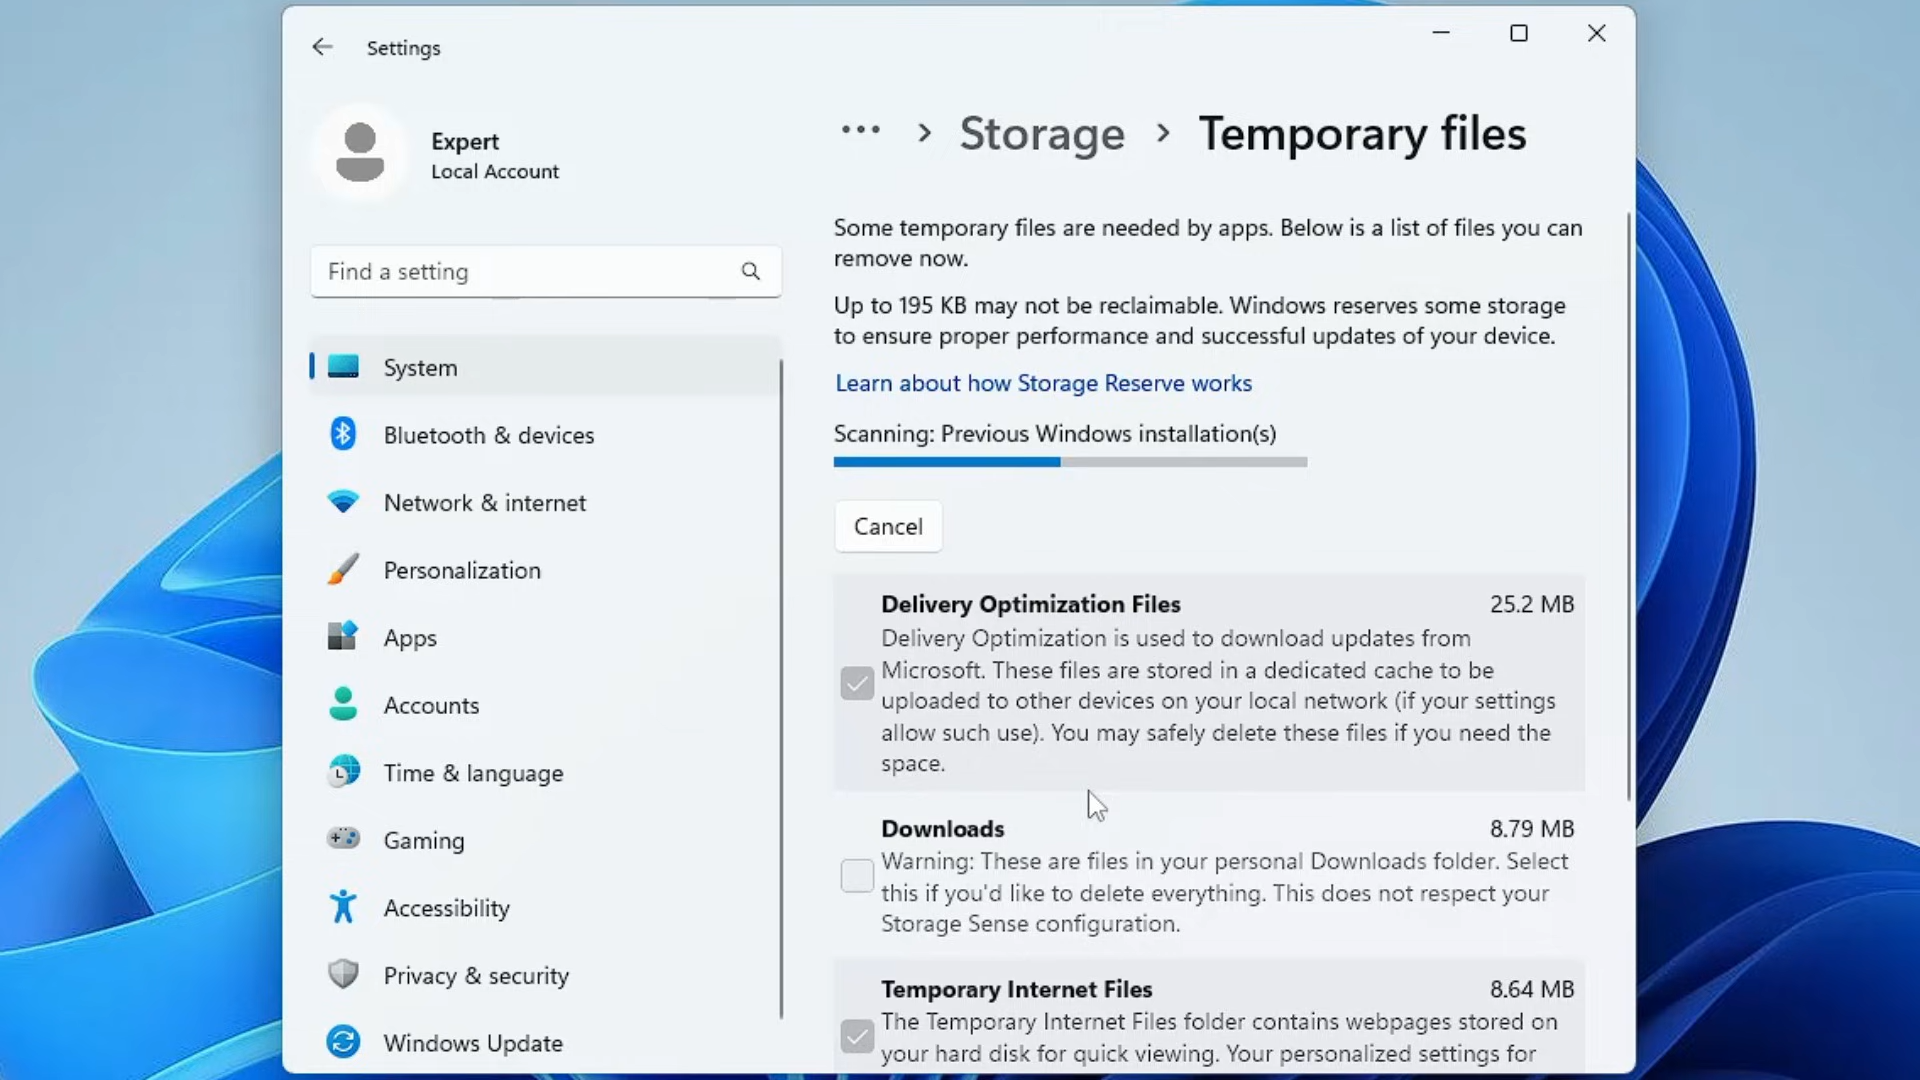 Settings
Expert
Local Account
Find a setting
System
Bluetooth & devices
Network & internet
Personalization
Apps
Accounts
Time & language
Gaming
Accessibility
Privacy & security
Windows Update
··· > Storage > Temporary files
Some temporary files are needed by apps. Below is a list of files you can
remove now.
Up to 195 KB may not be reclaimable. Windows reserves some storage
to ensure proper performance and successful updates of your device.
Learn about how Storage Reserve works
Scanning: Previous Windows installation(s)
Cancel
Delivery Optimization Files 25.2 MB
Delivery Optimization is used to download updates from
Microsoft. These files are stored in a dedicated cache to be
uploaded to other devices on your local network (if your settings
allow such use). You may safely delete these files if you need the
space.
Downloads 8.79 MB
Warning: These are files in your personal Downloads folder. Select
this if you'd like to delete everything. This does not respect your
Storage Sense configuration.
Temporary Internet Files 8.64 MB
The Temporary Internet Files folder contains webpages stored on
your hard disk for quick viewing. Your personalized settings for